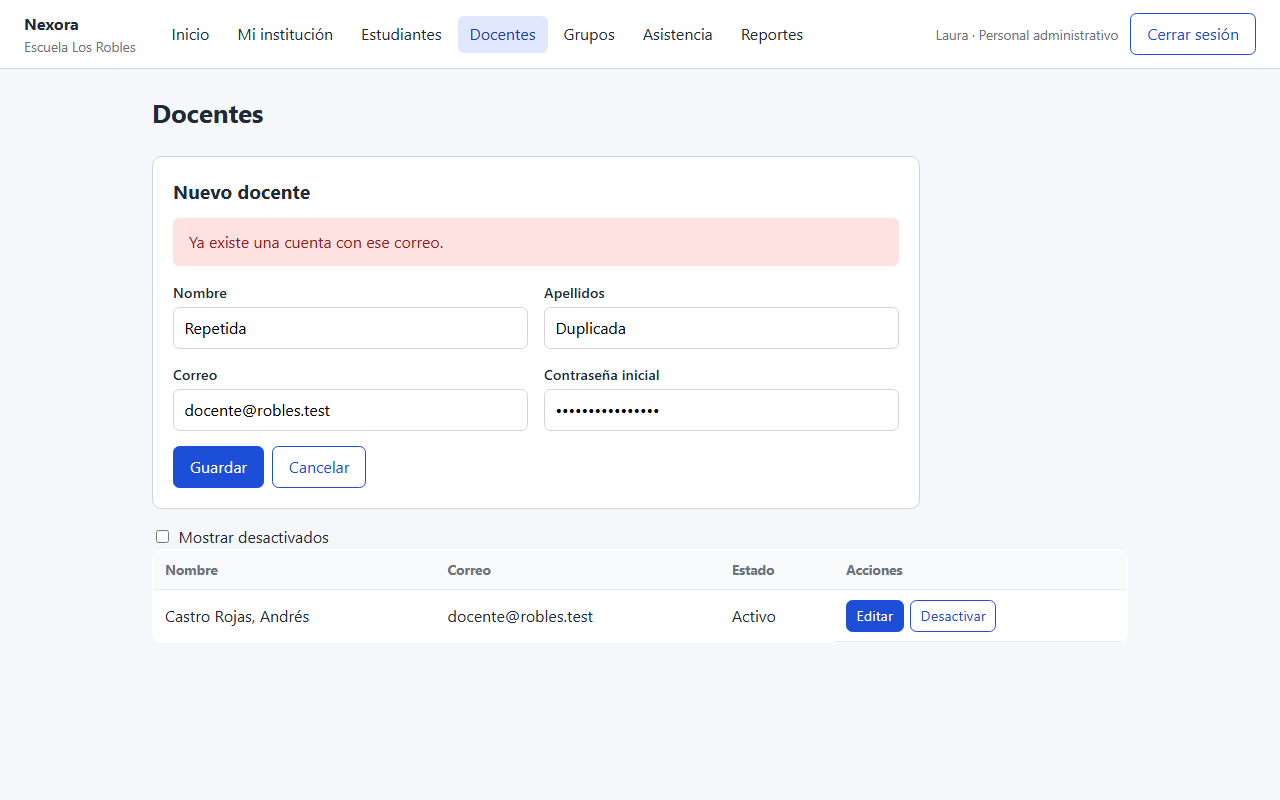 Nexora
Escuela Los Robles
Inicio Mi institución Estudiantes Docentes Grupos Asistencia Reportes
Laura · Personal administrativo Cerrar sesión
Docentes
Nuevo docente
Ya existe una cuenta con ese correo.
Nombre Apellidos
Repetida Duplicada
Correo Contraseña inicial
docente@robles.test ••••••••••••••••
Guardar Cancelar
Mostrar desactivados
Nombre Correo Estado Acciones
Castro Rojas, Andrés docente@robles.test Activo Editar Desactivar